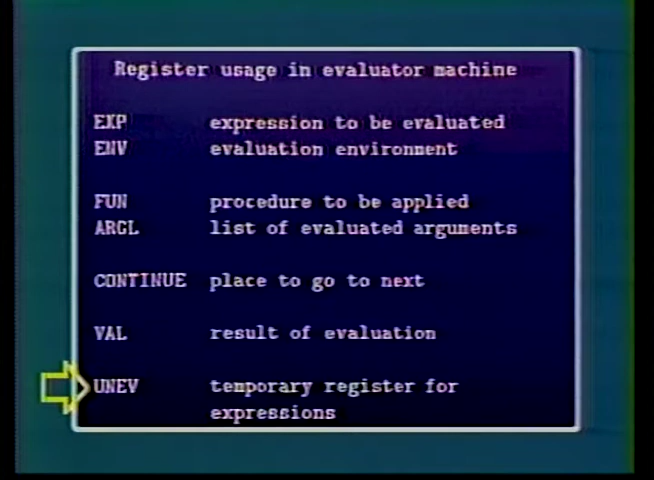 Register usage in evaluator machine
EXP expression to be evaluated
ENV evaluation environment
FUN procedure to be applied
ARGL list of evaluated arguments
CONTINUE place to go to next
VAL result of evaluation
UNEV temporary register for
expressions